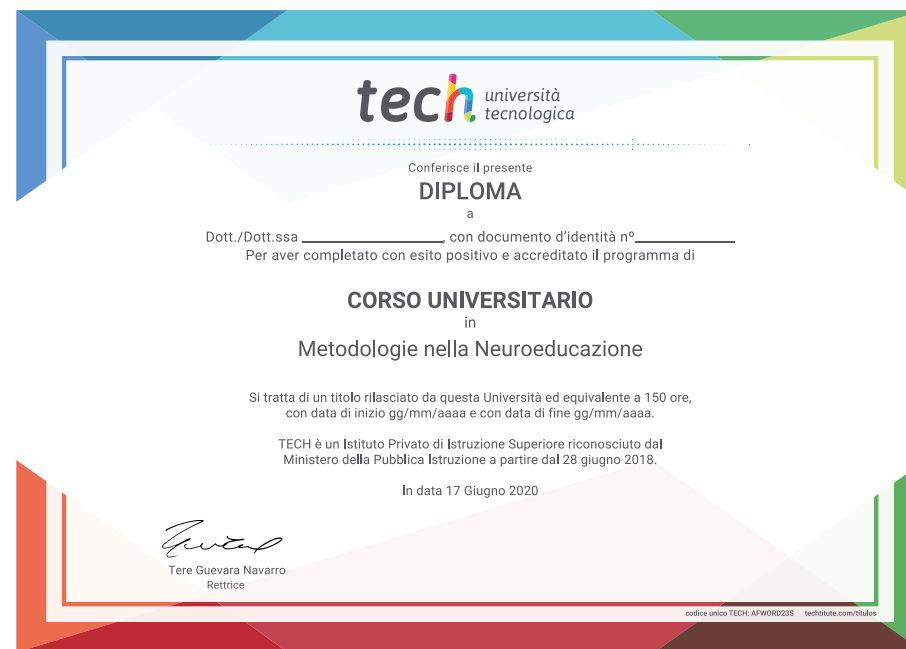 tech università
tecnologica
Conferisce il presente
DIPLOMA
a
Dott./Dott.ssa ____________________, con documento d'identità nº______________
Per aver completato con esito positivo e accreditato il programma di
CORSO UNIVERSITARIO
in
Metodologie nella Neuroeducazione
Si tratta di un titolo rilasciato da questa Università ed equivalente a 150 ore,
con data di inizio gg/mm/aaaa e con data di fine gg/mm/aaaa.
TECH è un Istituto Privato di Istruzione Superiore riconosciuto dal
Ministero della Pubblica Istruzione a partire dal 28 giugno 2018.
In data 17 Giugno 2020
Tere Guevara Navarro
Rettrice
codice unico TECH: AFWORD23S techtitute.com/títulos